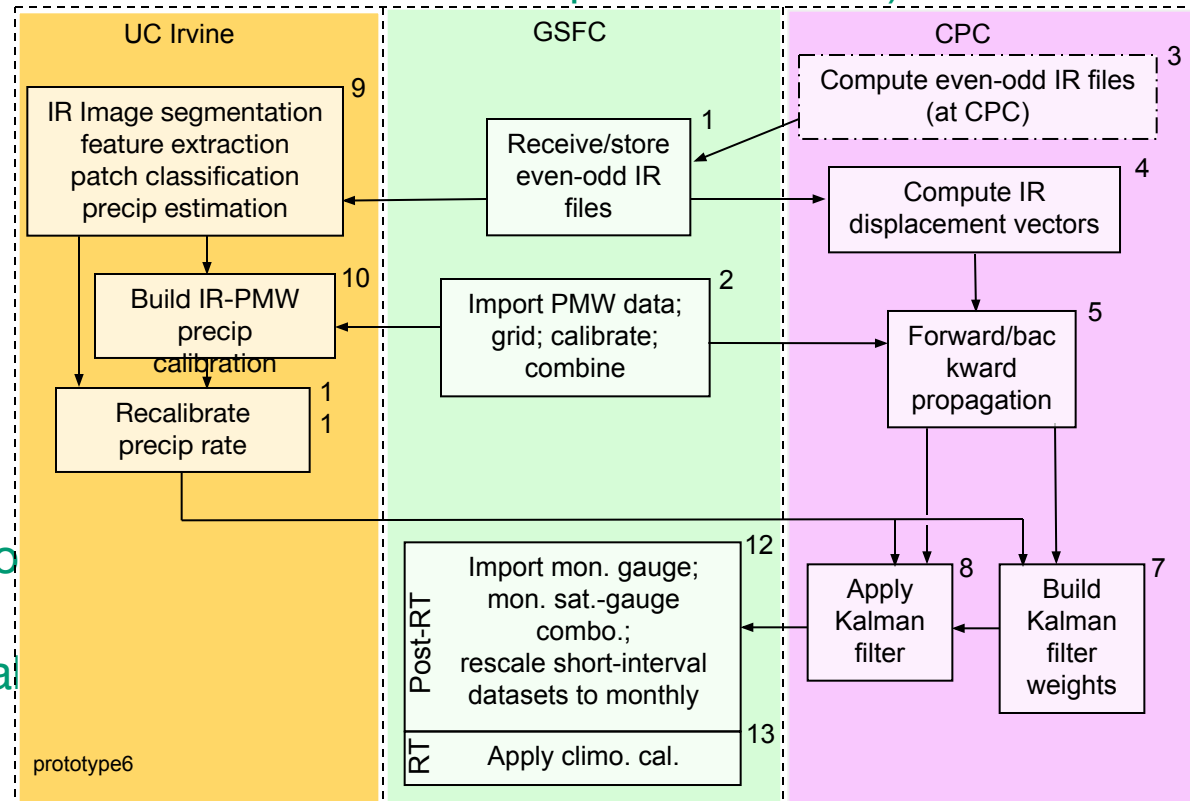 UC Irvine
GSFC
CPC
9
IR Image segmentation
feature extraction
patch classification
precip estimation
1
Receive/store
even-odd IR
files
3
Compute even-odd IR files
(at CPC)
4
Compute IR
displacement vectors
10
Build IR-PMW
precip
calibration
2
Import PMW data;
grid; calibrate;
combine
5
Forward/bac
kward
propagation
1
1
Recalibrate
precip rate
12
Post-RT
Import mon. gauge;
mon. sat.-gauge
combo.;
rescale short-interval
datasets to monthly
13
RT
Apply climo. cal.
8
Apply
Kalman
filter
7
Build
Kalman
filter
weights
prototype6